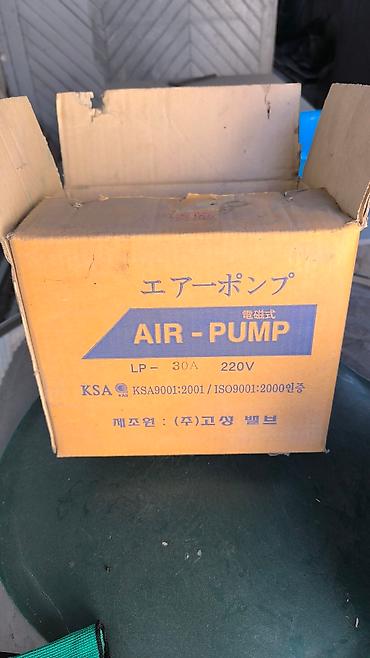 エアーポンプ
電磁式
AIR - PUMP
LP- 30A 220V
KSA KSA9001:2001 / ISO9001:2000인증
제조원 : (주)고성 밸브